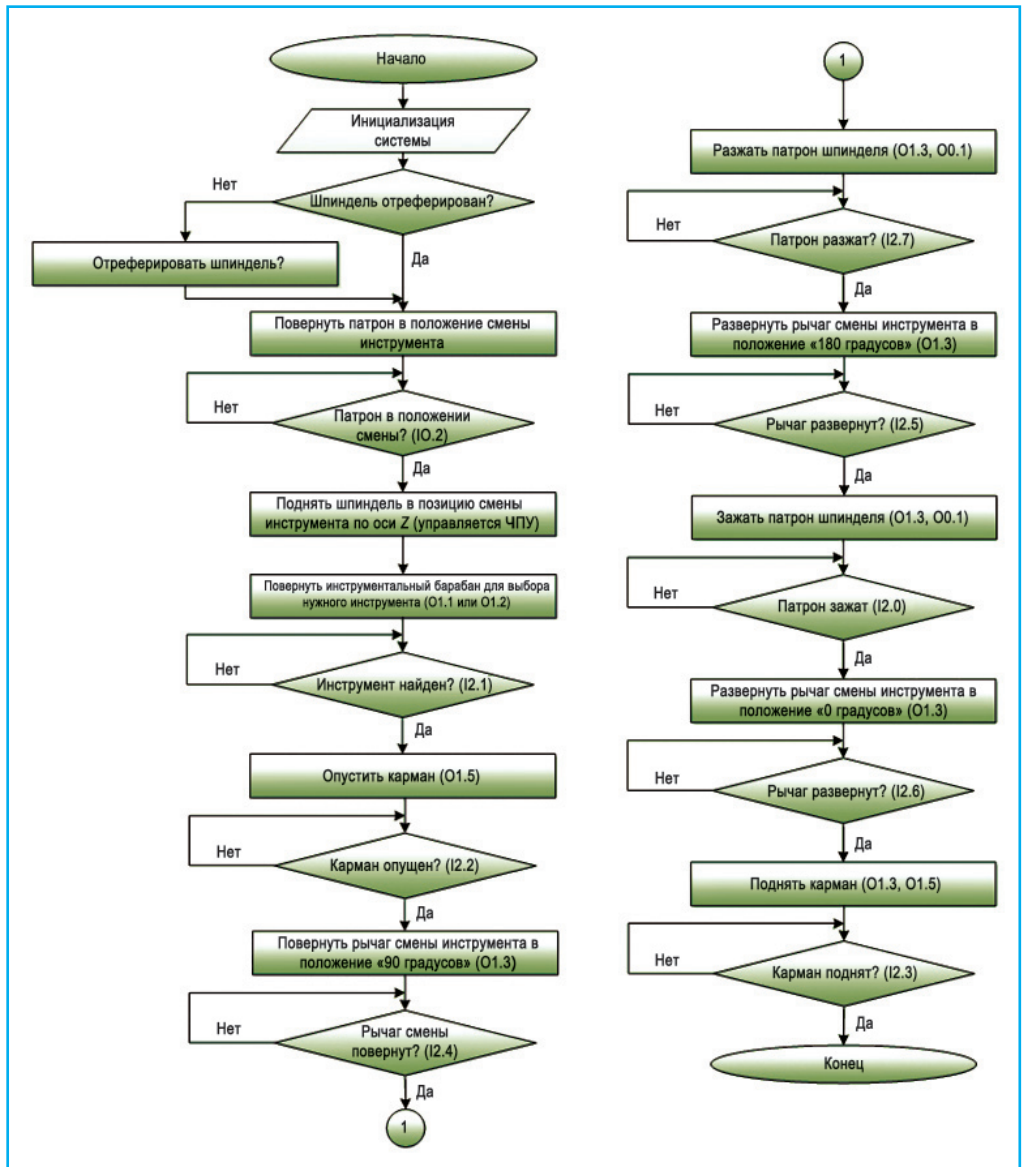 Начало
Инициализация
системы
Шпиндель отреферирован?
Нет
Да
Отреферировать шпиндель?
Повернуть патрон в положение смены
инструмента
Патрон в положении
смены? (IO.2)
Нет
Да
Поднять шпиндель в позицию смены
инструмента по оси Z (управляется ЧПУ)
Повернуть инструментальный барабан для выбора
нужного инструмента (O1.1 или O1.2)
Инструмент найден? (I2.1)
Нет
Да
Опустить карман (O1.5)
Карман опущен? (I2.2)
Нет
Да
Повернуть рычаг смены инструмента в
положение «90 градусов» (O1.3)
Рычаг смены
повернут? (I2.4)
Нет
Да
1
1
Разжать патрон шпинделя (O1.3, O0.1)
Патрон разжат? (I2.7)
Нет
Да
Развернуть рычаг смены инструмента в
положение «180 градусов» (O1.3)
Рычаг развернут? (I2.5)
Нет
Да
Зажать патрон шпинделя (O1.3, O0.1)
Патрон зажат (I2.0)
Нет
Да
Развернуть рычаг смены инструмента в
положение «0 градусов» (O1.3)
Рычаг развернут? (I2.6)
Нет
Да
Поднять карман (O1.3, O1.5)
Карман поднят? (I2.3)
Нет
Да
Конец